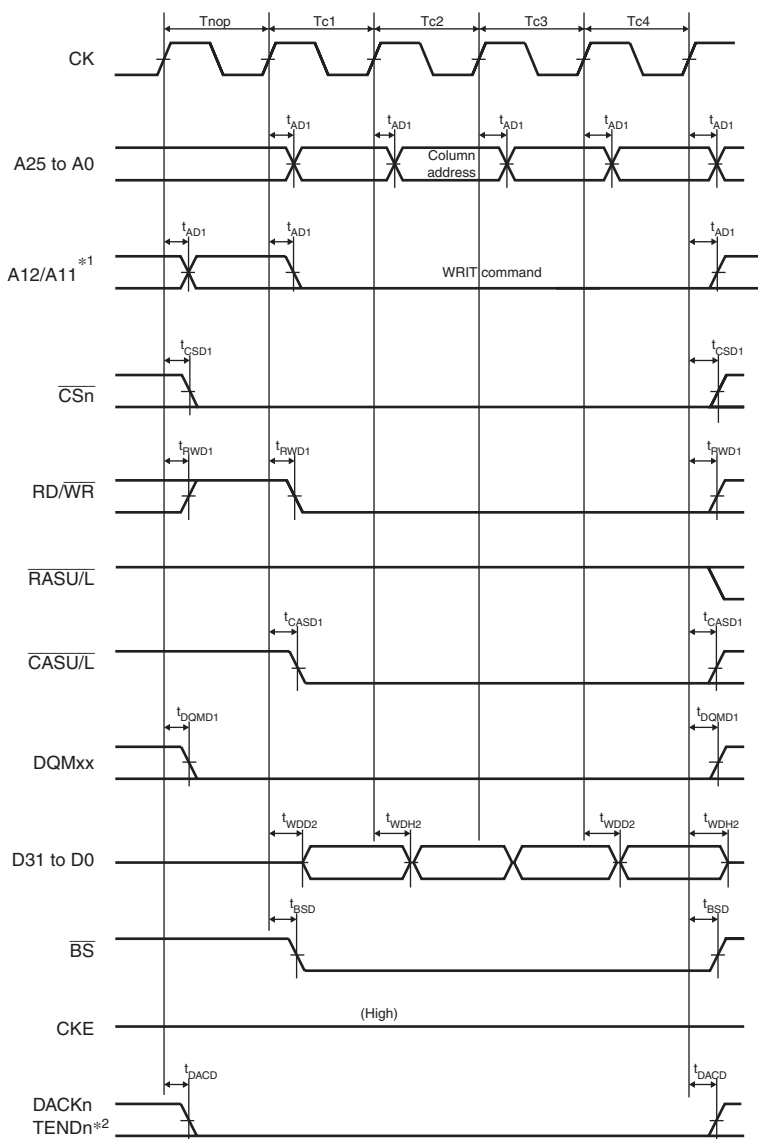 Tnop Tc1 Tc2 Tc3 Tc4
CK
tAD1 tAD1 tAD1 tAD1 tAD1
A25 to A0
Column
address
tAD1 tAD1 tAD1
A12/A11 *1
WRIT command
tCSD1 tCSD1
CSn
tRWD1 tRWD1 tRWD1
RD/WR
RASU/L
tCASD1 tCASD1
CASU/L
tDQMD1 tDQMD1
DQMxx
tWDD2 tWDH2 tWDD2 tWDH2
D31 to D0
tBSD tBSD
BS
(High)
CKE
tDACD tDACD
DACKn
TENDn*2